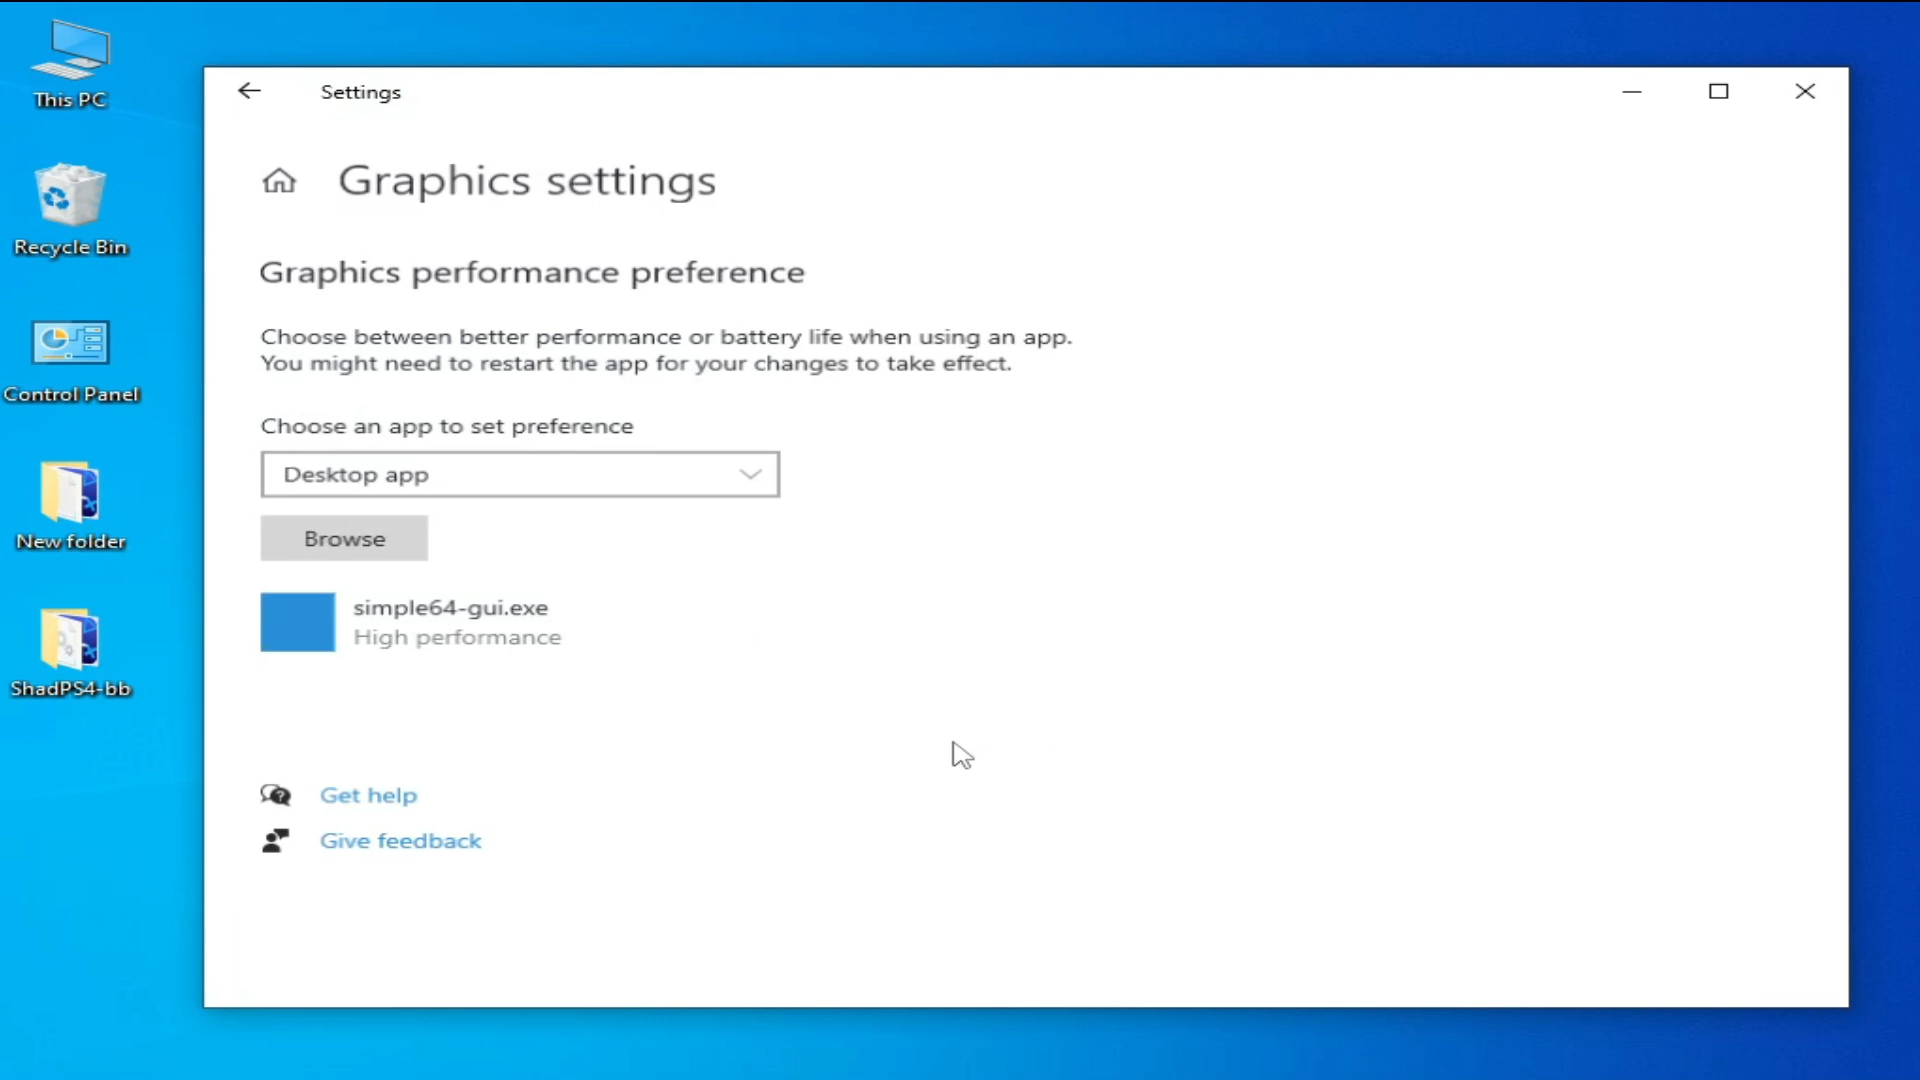 This PC
Recycle Bin
Control Panel
New folder
ShadPS4-bb
Settings
Graphics settings
Graphics performance preference
Choose between better performance or battery life when using an app.
You might need to restart the app for your changes to take effect.
Choose an app to set preference
Desktop app
Browse
simple64-gui.exe
High performance
Get help
Give feedback